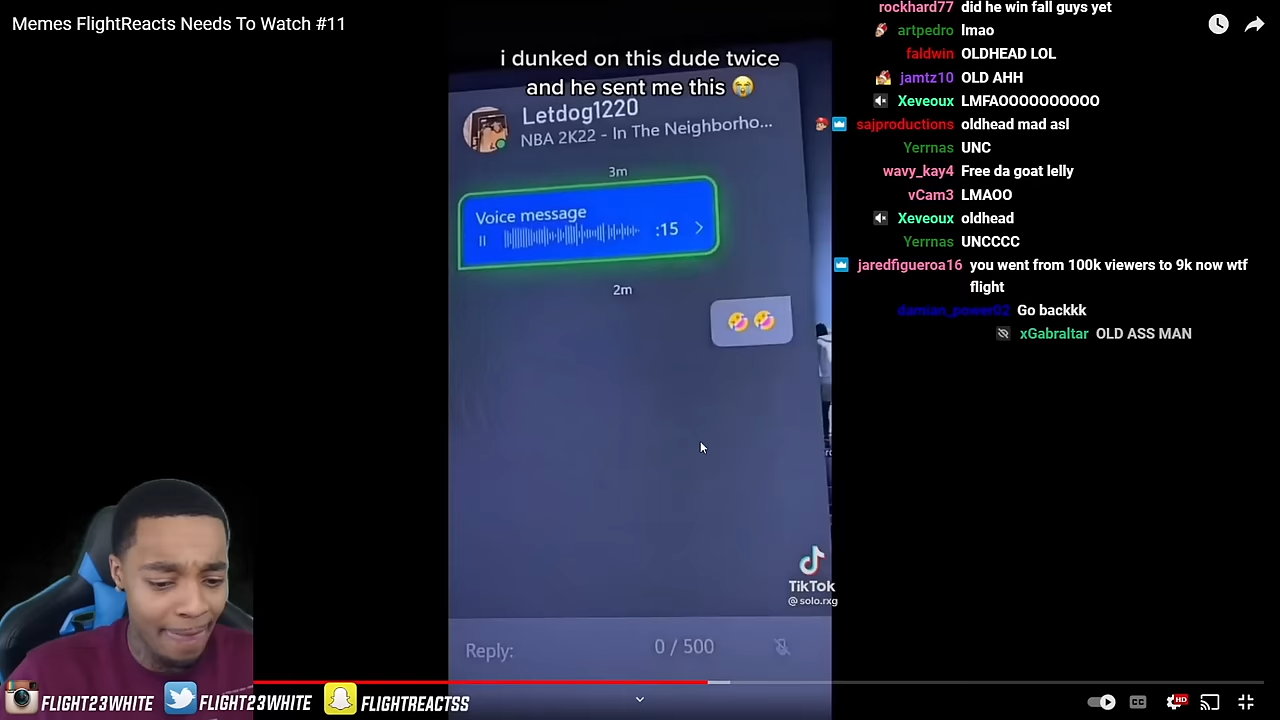 Memes FlightReacts Needs To Watch #11
i dunked on this dude twice
and he sent me this 😭
Letdog1220
NBA 2K22 - In The Neighborho...
3m
Voice message
:15
2m
🤣🤣
TikTok
@solo.rxg
Reply:
0 / 500
rockhard77 did he win fall guys yet
artpedro lmao
faldwin OLDHEAD LOL
jamtz10 OLD AHH
Xeveoux LMFAOOOOOOOOOO
sajproductions oldhead mad asl
Yerrnas UNC
wavy_kay4 Free da goat lelly
vCam3 LMAOO
Xeveoux oldhead
Yerrnas UNCCCC
jaredfigueroa16 you went from 100k viewers to 9k now wtf
flight
damian_power02 Go backkk
xGabraltar OLD ASS MAN
FLIGHT23WHITE
FLIGHT23WHITE
FLIGHTREACTSS
CC
HD